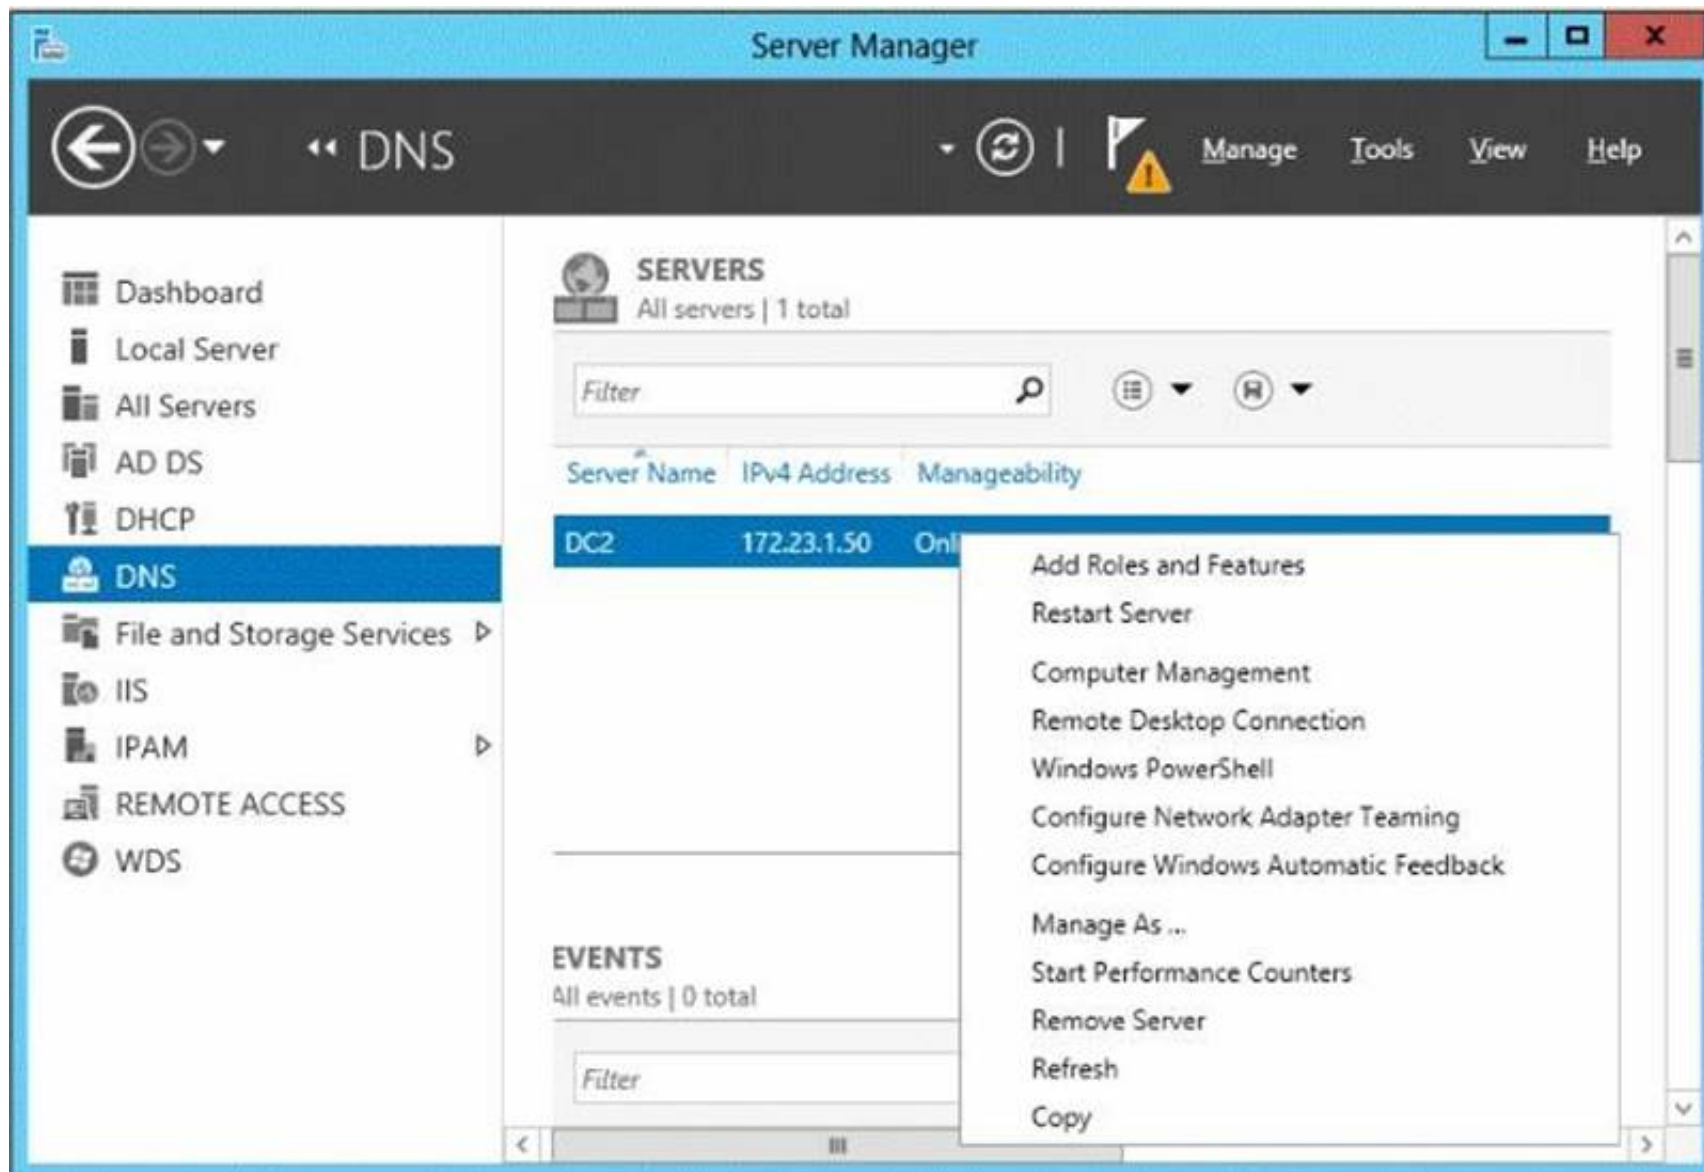 Server Manager
DNS
Manage Tools View Help
Dashboard
Local Server
All Servers
AD DS
DHCP
DNS
File and Storage Services
IIS
IPAM
REMOTE ACCESS
WDS
SERVERS
All servers | 1 total
Filter
Server Name IPv4 Address Manageability
DC2 172.23.1.50 Onl
Add Roles and Features
Restart Server
Computer Management
Remote Desktop Connection
Windows PowerShell
Configure Network Adapter Teaming
Configure Windows Automatic Feedback
Manage As ...
Start Performance Counters
Remove Server
Refresh
Copy
EVENTS
All events | 0 total
Filter